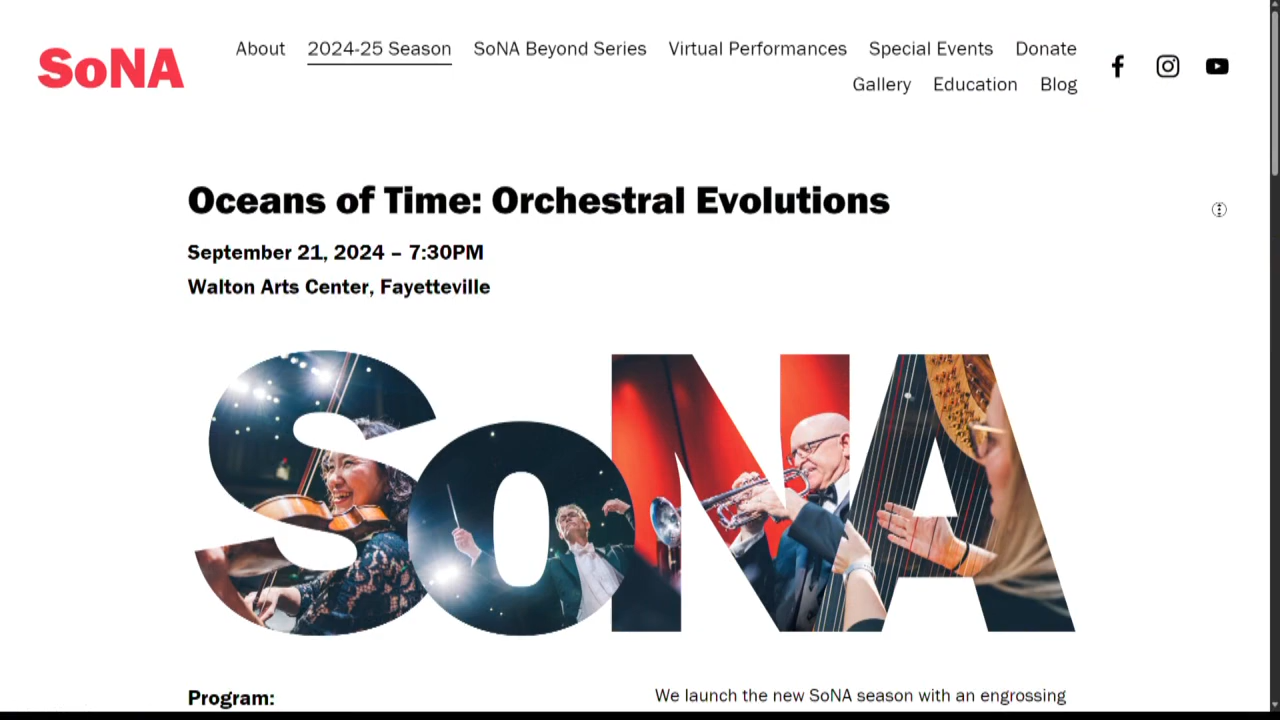 SoNA
About 2024-25 Season SoNA Beyond Series Virtual Performances Special Events Donate
Gallery Education Blog
Oceans of Time: Orchestral Evolutions
September 21, 2024 – 7:30PM
Walton Arts Center, Fayetteville
SoNA
Program:
We launch the new SoNA season with an engrossing